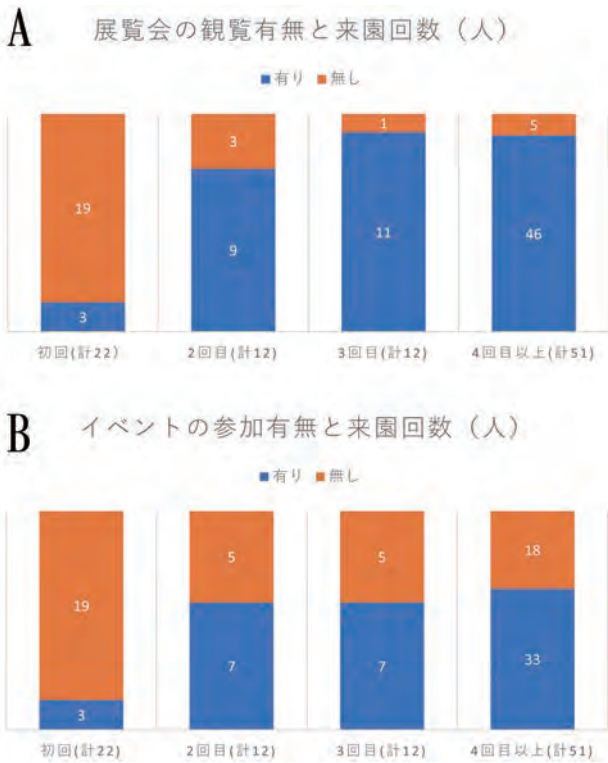 A 展覧会の観覧有無と来園回数（人）
■有り ■無し
19 3 1 5
3 9 11 46
初回(計22) 2回目(計12) 3回目(計12) 4回目以上(計51)
B イベントの参加有無と来園回数（人）
■有り ■無し
19 5 5 18
3 7 7 33
初回(計22) 2回目(計12) 3回目(計12) 4回目以上(計51)